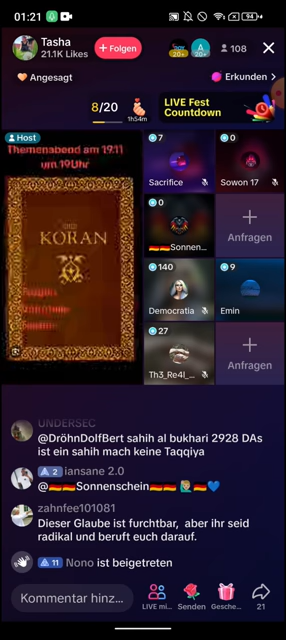 01:21
94
Tasha
21.1K Likes
+ Folgen
20+
A
20+
108
Angesagt
Erkunden >
8/20
1h54m
LIVE Fest
Countdown
Host
Themenabend am 19.11
um 19Uhr
KORAN
7
Sacrifice
0
Sowon 17
0
🇩🇪🇩🇪Sonnen...
+
Anfragen
140
Democratia
9
Emin
27
Th3_Re4l_...
+
Anfragen
UNDERSEC
@DröhnDolfBert sahih al bukhari 2928 DAs
ist ein sahih mach keine Taqqiya
2 iansane 2.0
@🇩🇪🇩🇪Sonnenschein🇩🇪🇩🇪 🙋🏼‍♂️🇩🇪💙
zahnfee101081
Dieser Glaube ist furchtbar, aber ihr seid
radikal und beruft euch darauf.
11 Nono ist beigetreten
Kommentar hinz...
LIVE mi...
Senden
Gesche...
21